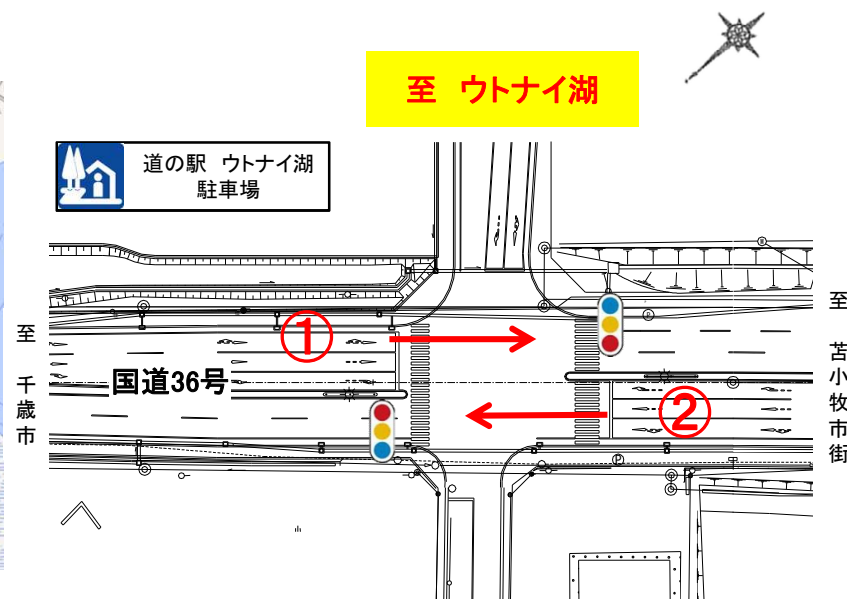 至 ウトナイ湖
道の駅 ウトナイ湖
駐車場
①
国道36号
②
至 千歳市
至 苫小牧市街